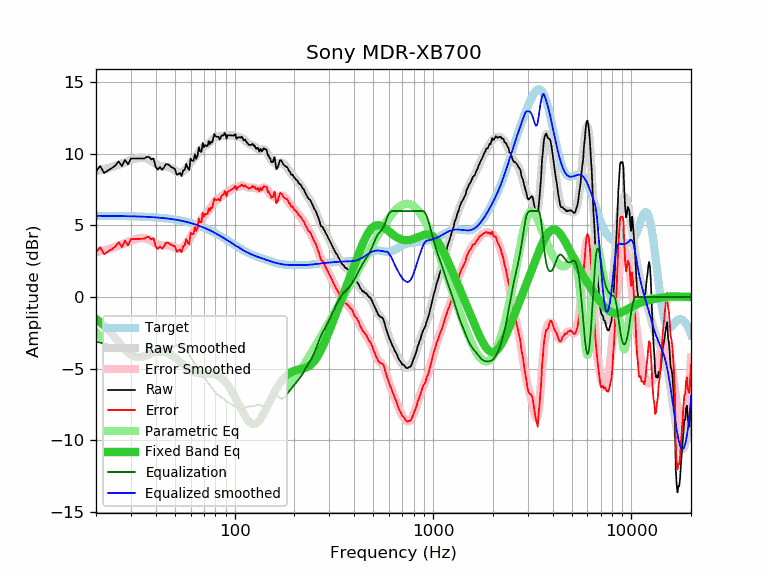 Sony MDR-XB700
Amplitude (dBr)
15
10
5
0
−5
−10
−15
Target
Raw Smoothed
Error Smoothed
Raw
Error
Parametric Eq
Fixed Band Eq
Equalization
Equalized smoothed
100
1000
10000
Frequency (Hz)